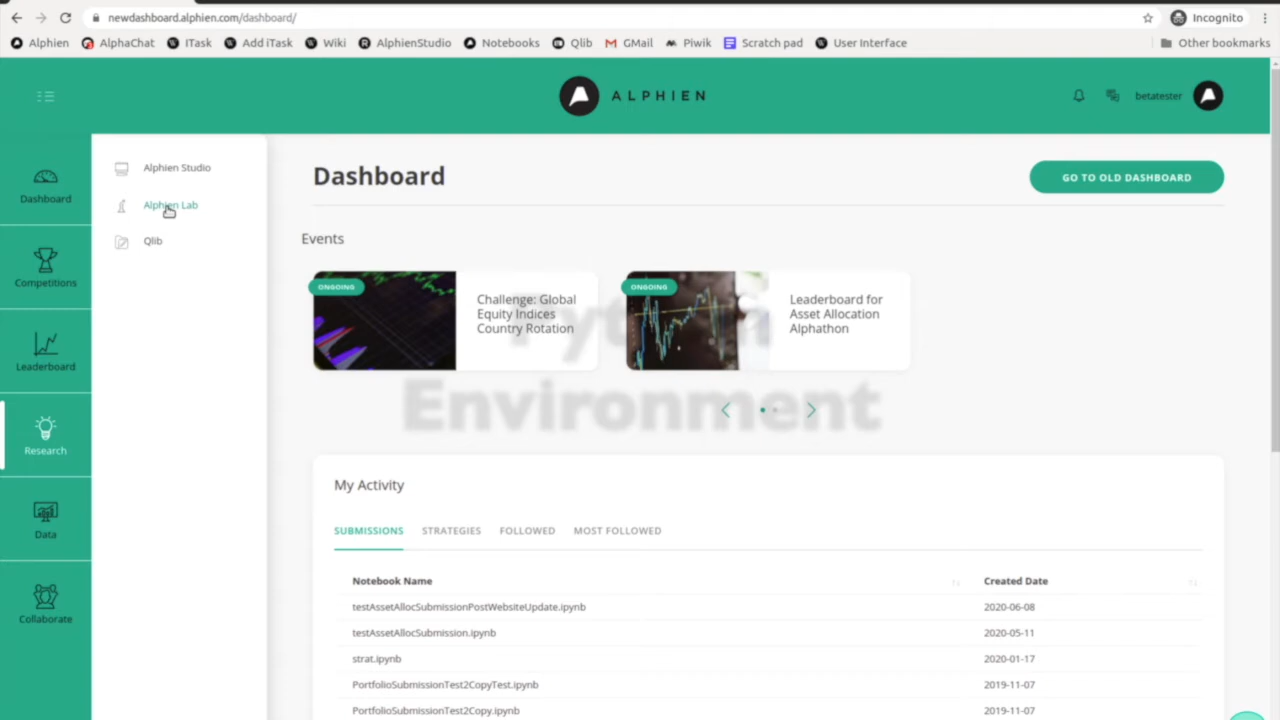 newdashboard.alphien.com/dashboard/
Incognito
Alphien
AlphaChat
ITask
Add iTask
Wiki
AlphienStudio
Notebooks
Qlib
GMail
Piwik
Scratch pad
User Interface
Other bookmarks
ALPHIEN
betatester
Dashboard
Competitions
Leaderboard
Research
Data
Collaborate
Alphien Studio
Alphien Lab
Qlib
Dashboard
GO TO OLD DASHBOARD
Events
ONGOING
Challenge: Global
Equity Indices
Country Rotation
ONGOING
Leaderboard for
Asset Allocation
Alphathon
Python
Environment
My Activity
SUBMISSIONS
STRATEGIES
FOLLOWED
MOST FOLLOWED
Notebook Name
Created Date
testAssetAllocSubmissionPostWebsiteUpdate.ipynb
2020-06-08
testAssetAllocSubmission.ipynb
2020-05-11
strat.ipynb
2020-01-17
PortfolioSubmissionTest2CopyTest.ipynb
2019-11-07
PortfolioSubmissionTest2Copy.ipynb
2019-11-07